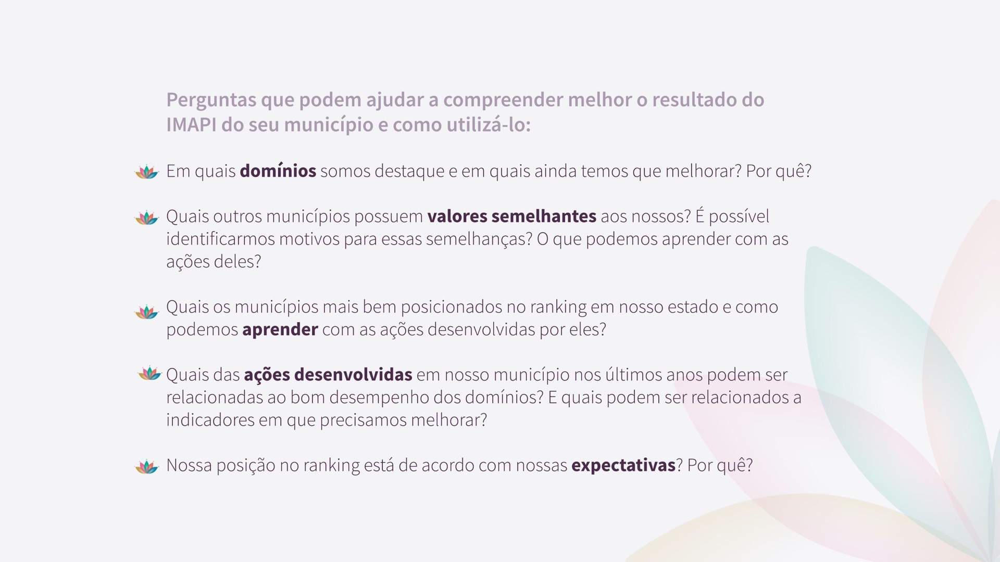 Perguntas que podem ajudar a compreender melhor o resultado do
IMAPI do seu município e como utilizá-lo:
Em quais domínios somos destaque e em quais ainda temos que melhorar? Por quê?
Quais outros municípios possuem valores semelhantes aos nossos? É possível
identificarmos motivos para essas semelhanças? O que podemos aprender com as
ações deles?
Quais os municípios mais bem posicionados no ranking em nosso estado e como
podemos aprender com as ações desenvolvidas por eles?
Quais das ações desenvolvidas em nosso município nos últimos anos podem ser
relacionadas ao bom desempenho dos domínios? E quais podem ser relacionados a
indicadores em que precisamos melhorar?
Nossa posição no ranking está de acordo com nossas expectativas? Por quê?